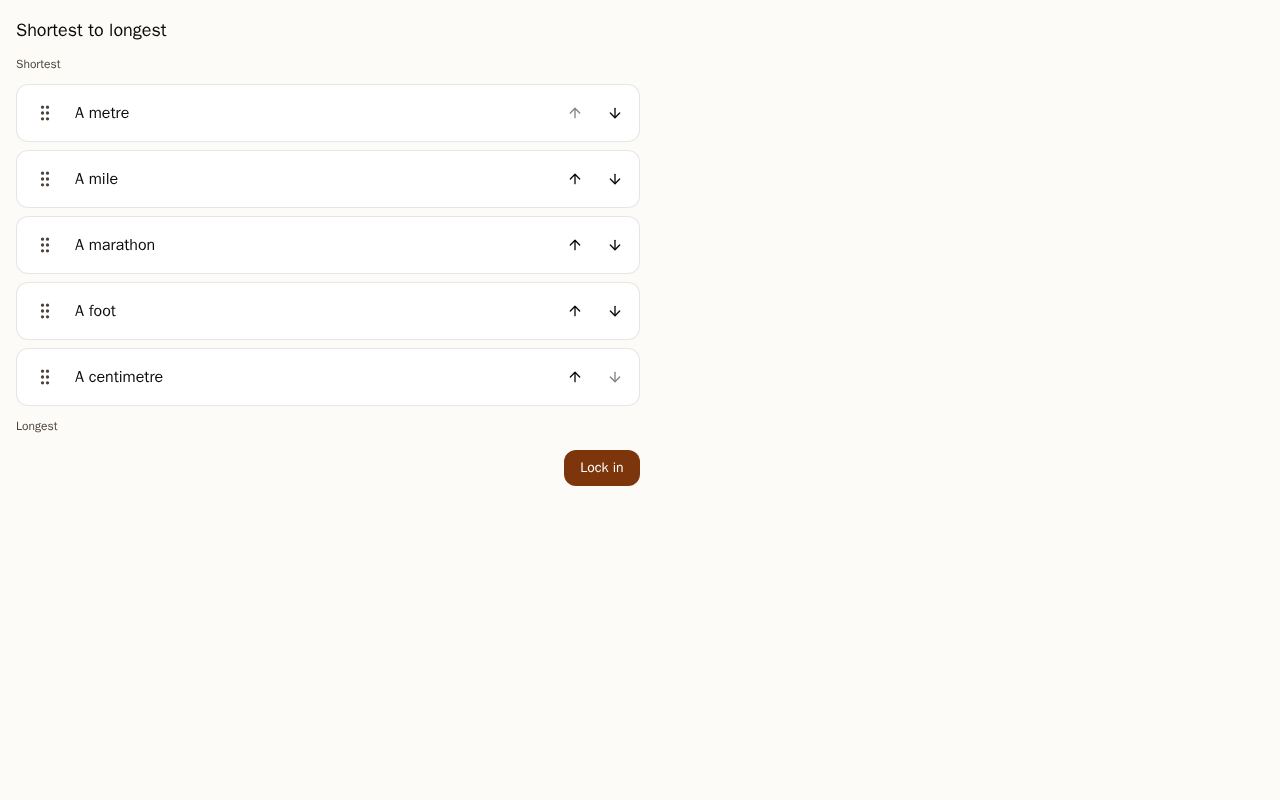 Shortest to longest
Shortest
A metre
A mile
A marathon
A foot
A centimetre
Longest
Lock in